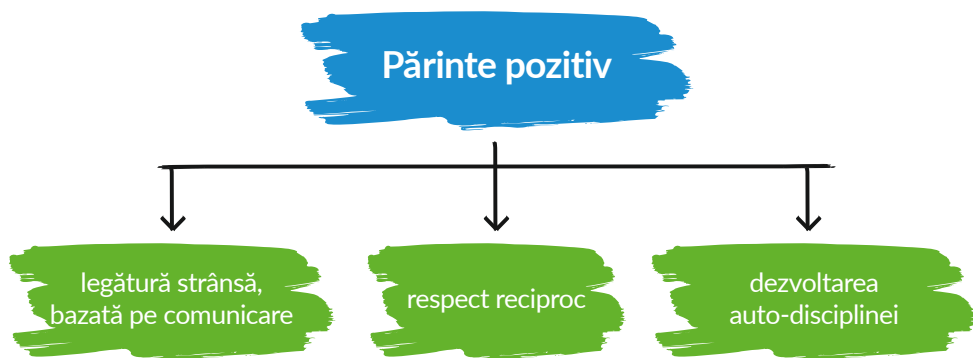 Părinte pozitiv
legătură strânsă,
bazată pe comunicare
respect reciproc
dezvoltarea
auto-disciplinei